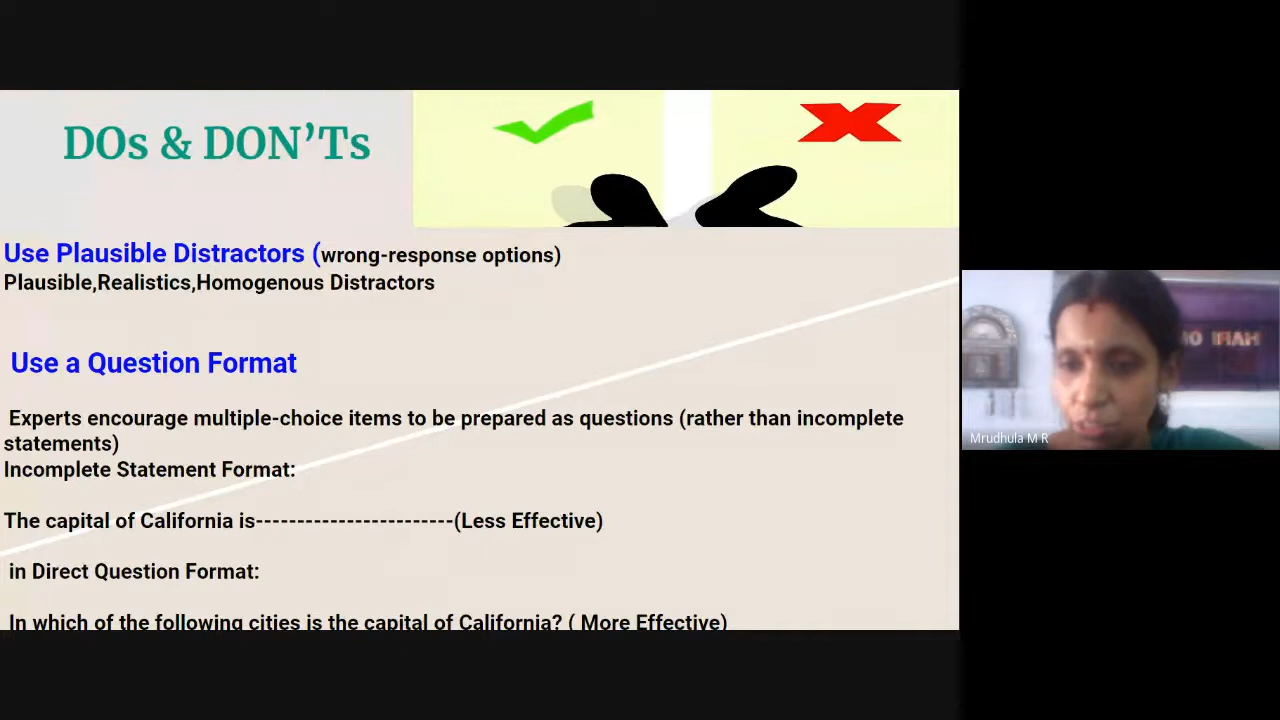 DOs & DON’Ts
Use Plausible Distractors (wrong-response options)
Plausible,Realistics,Homogenous Distractors
Use a Question Format
Experts encourage multiple-choice items to be prepared as questions (rather than incomplete
statements)
Incomplete Statement Format:
The capital of California is------------------------(Less Effective)
in Direct Question Format:
In which of the following cities is the capital of California? ( More Effective)
Mrudhula M R